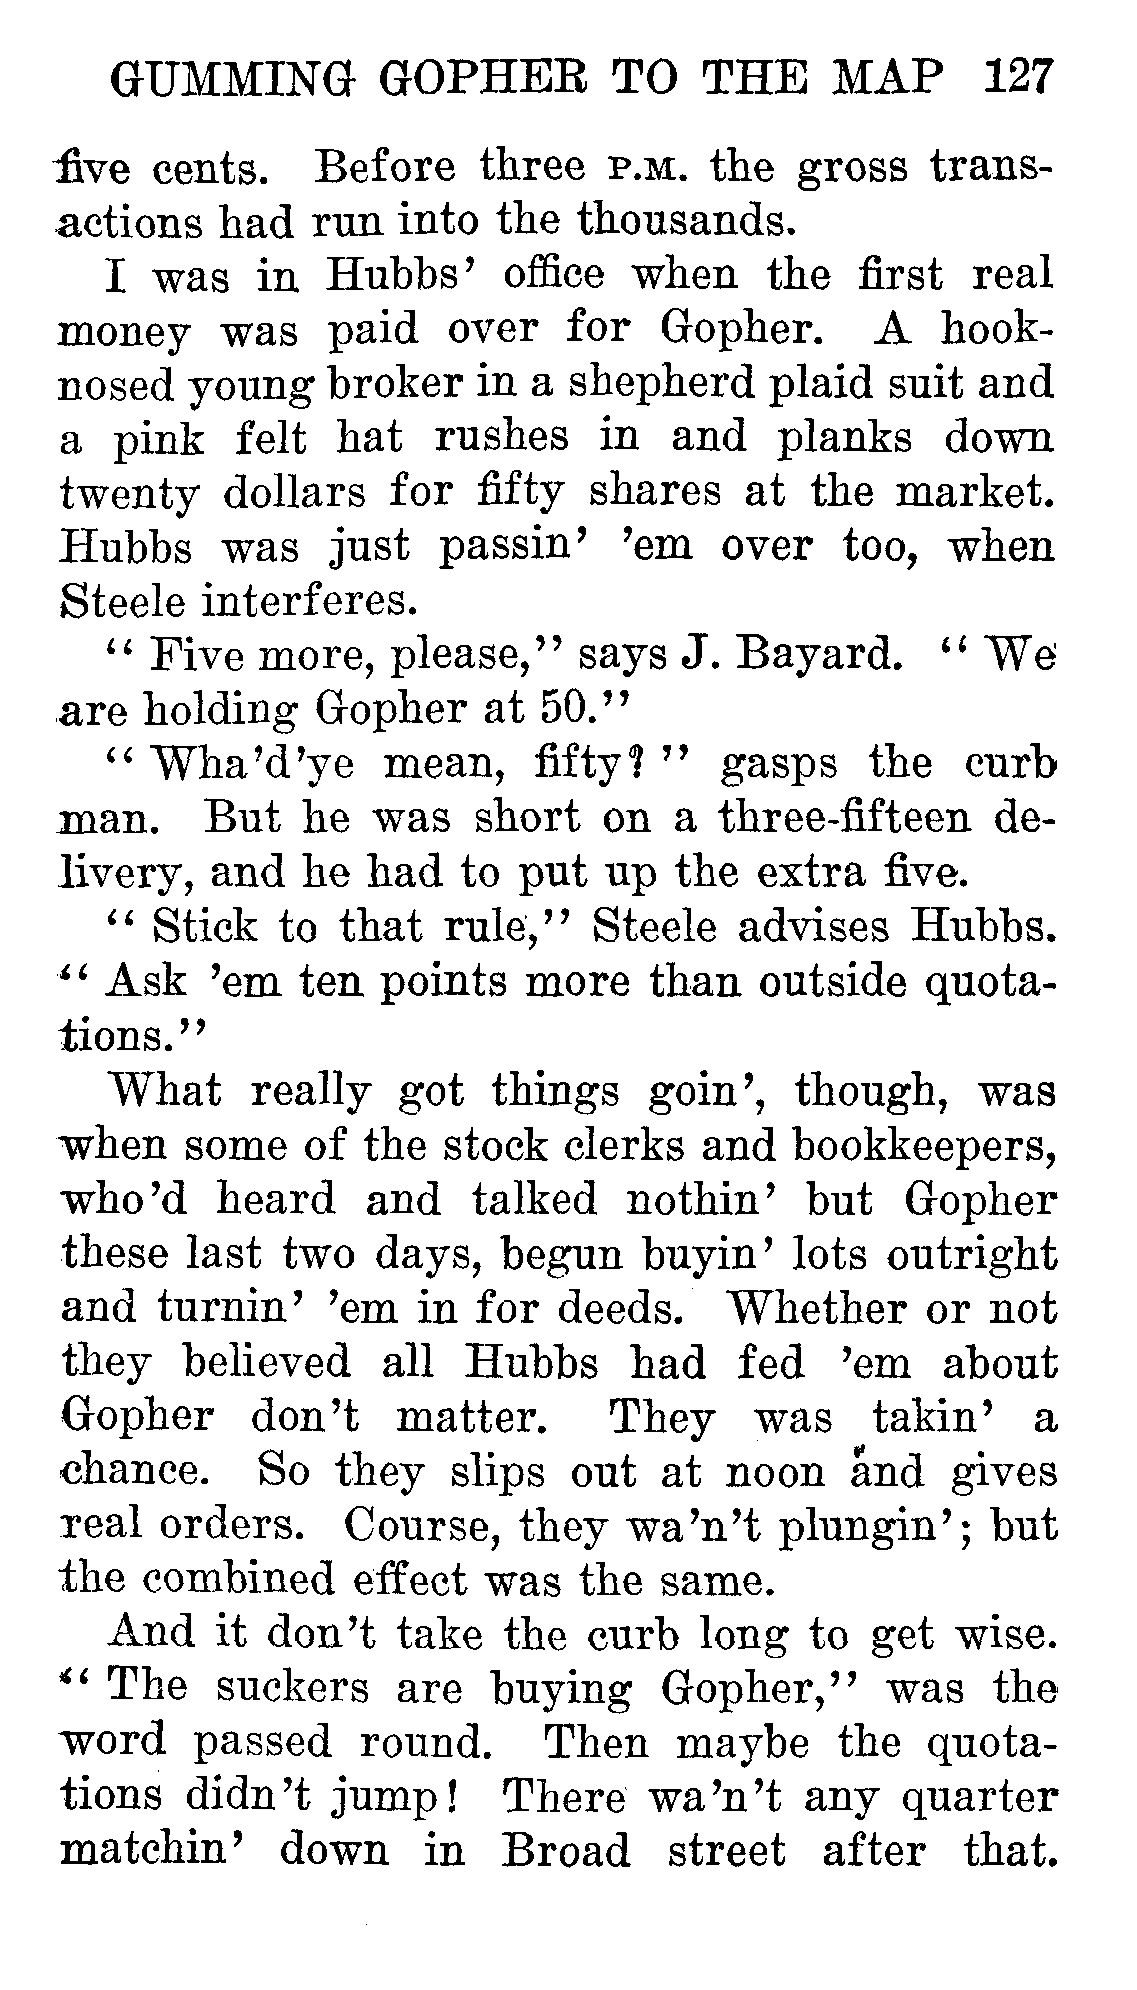 GUMMING GOPHER TO THE MAP 127
five cents. Before three P.M. the gross trans-
actions had run into the thousands.
I was in Hubbs' office when the first real
money was paid over for Gopher. A hook-
nosed young broker in a shepherd plaid suit and
a pink felt hat rushes in and planks down
twenty dollars for fifty shares at the market.
Hubbs was just passin' 'em over too, when
Steele interferes.
"Five more, please," says J. Bayard. "We
are holding Gopher at 50."
"Wha'd'ye mean, fifty?" gasps the curb
man. But he was short on a three-fifteen de-
livery, and he had to put up the extra five.
"Stick to that rule," Steele advises Hubbs.
"Ask 'em ten points more than outside quota-
tions."
What really got things goin', though, was
when some of the stock clerks and bookkeepers,
who'd heard and talked nothin' but Gopher
these last two days, begun buyin' lots outright
and turnin' 'em in for deeds. Whether or not
they believed all Hubbs had fed 'em about
Gopher don't matter. They was takin' a
chance. So they slips out at noon and gives
real orders. Course, they wa'n't plungin'; but
the combined effect was the same.
And it don't take the curb long to get wise.
"The suckers are buying Gopher," was the
word passed round. Then maybe the quota-
tions didn't jump! There wa'n't any quarter
matchin' down in Broad street after that.